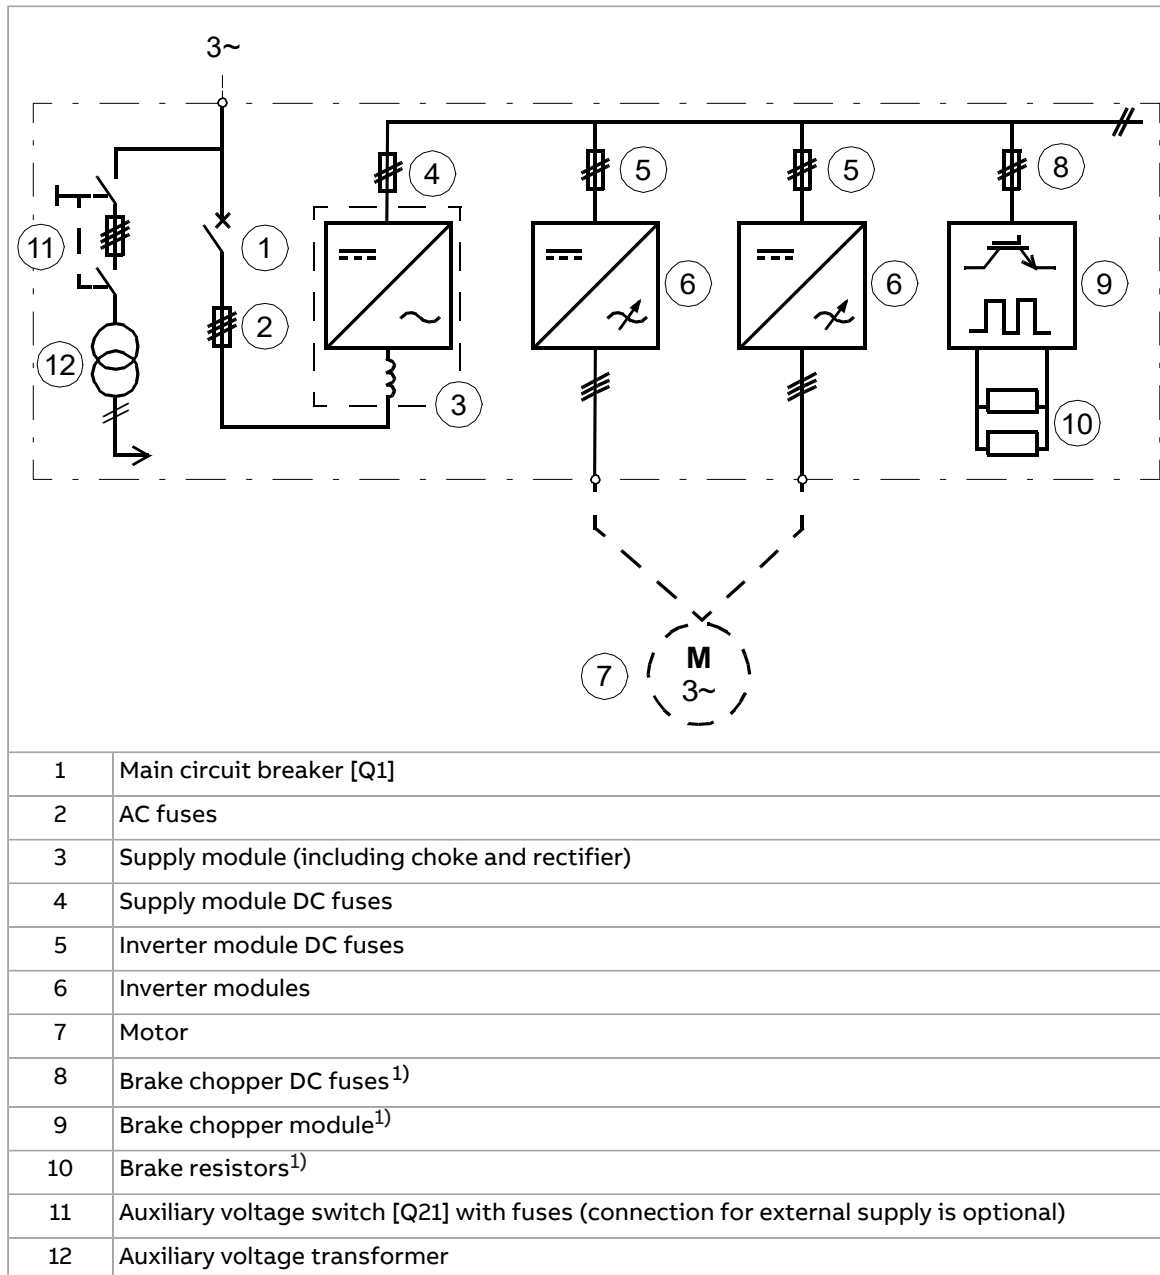 3~
4
5
5
8
11
1
6
6
9
2
12
3
10
7
M
3~
1 Main circuit breaker [Q1]
2 AC fuses
3 Supply module (including choke and rectifier)
4 Supply module DC fuses
5 Inverter module DC fuses
6 Inverter modules
7 Motor
8 Brake chopper DC fuses1)
9 Brake chopper module1)
10 Brake resistors1)
11 Auxiliary voltage switch [Q21] with fuses (connection for external supply is optional)
12 Auxiliary voltage transformer